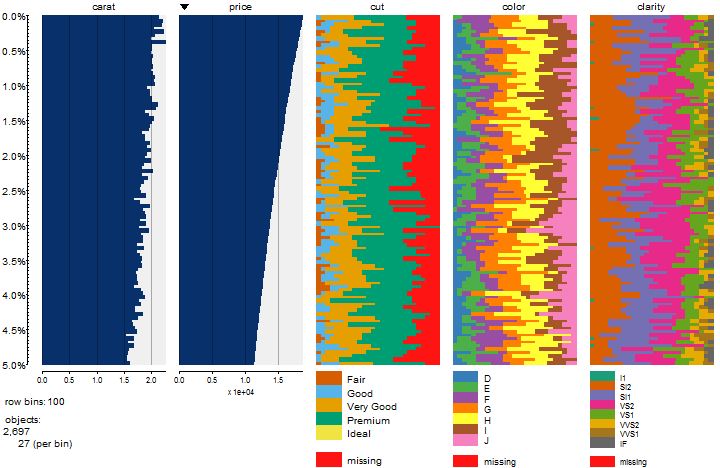 carat price cut color clarity
0.0%
0.5%
1.0%
1.5%
2.0%
2.5%
3.0%
3.5%
4.0%
4.5%
5.0%
0.0 0.5 1.0 1.5 2.0 0.0 0.5 1.0 1.5
x 1e+04
row bins: 100
objects:
2,697
27 (per bin)
Fair
Good
Very Good
Premium
Ideal
missing
D
E
F
G
H
I
J
missing
I1
SI2
SI1
VS2
VS1
VVS2
VVS1
IF
missing